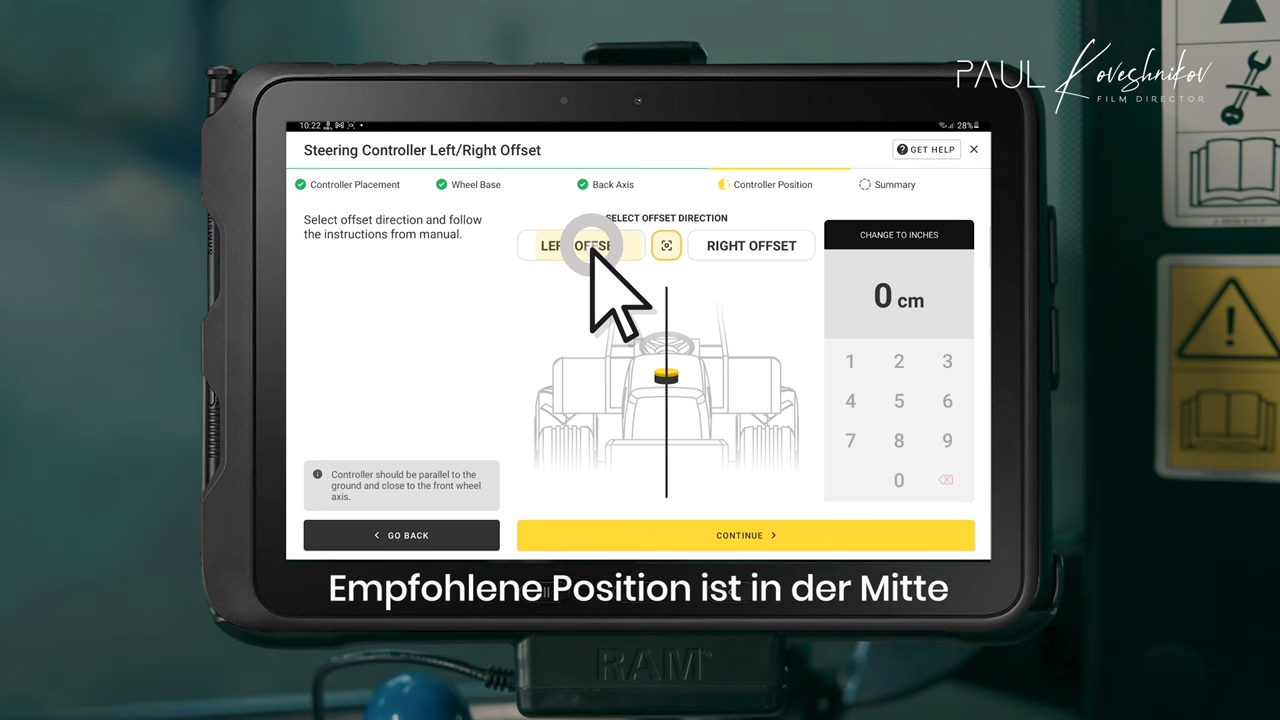 PAUL Koveshnikov
FILM DIRECTOR
10:22
28%
Steering Controller Left/Right Offset
GET HELP
Controller Placement
Wheel Base
Back Axis
Controller Position
Summary
Select offset direction and follow
the instructions from manual.
SELECT OFFSET DIRECTION
LEFT OFFSET
RIGHT OFFSET
CHANGE TO INCHES
0 cm
1 2 3
4 5 6
7 8 9
0
Controller should be parallel to the
ground and close to the front wheel
axis.
GO BACK
CONTINUE
Empfohlene Position ist in der Mitte
SAMSUNG
RAM